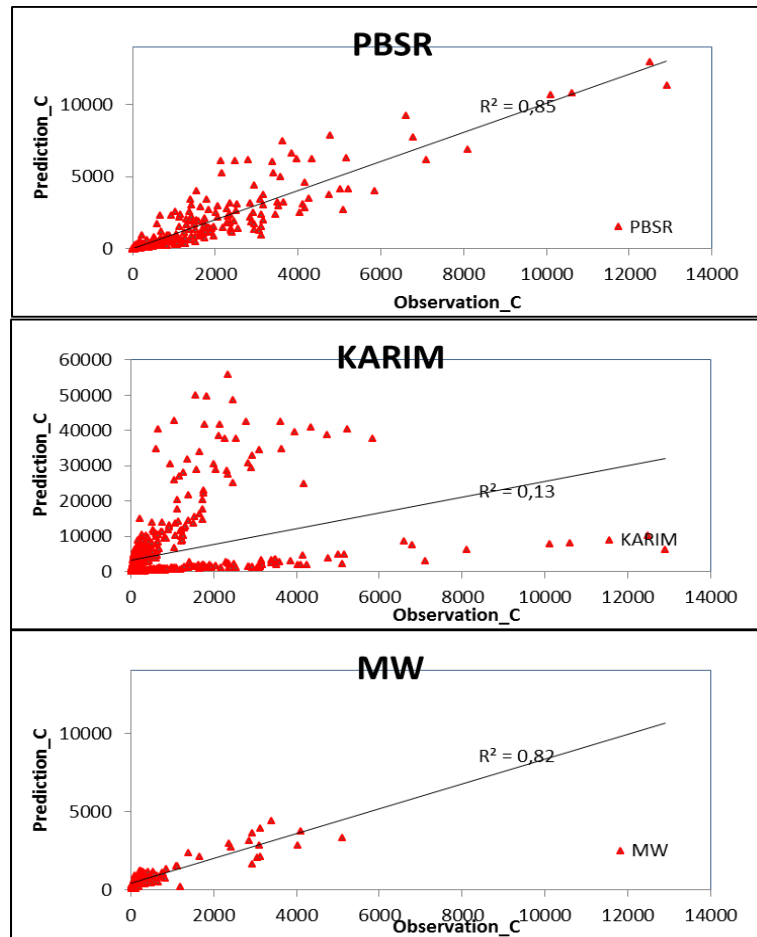 PBSR
Prediction_C
10000
5000
0
R² = 0,85
PBSR
0 2000 4000 6000 8000 10000 12000 14000
Observation_C
KARIM
Prediction_C
60000
50000
40000
30000
20000
10000
0
R² = 0,13
KARIM
0 2000 4000 6000 8000 10000 12000 14000
Observation_C
MW
Prediction_C
10000
5000
0
R² = 0,82
MW
0 2000 4000 6000 8000 10000 12000 14000
Observation_C